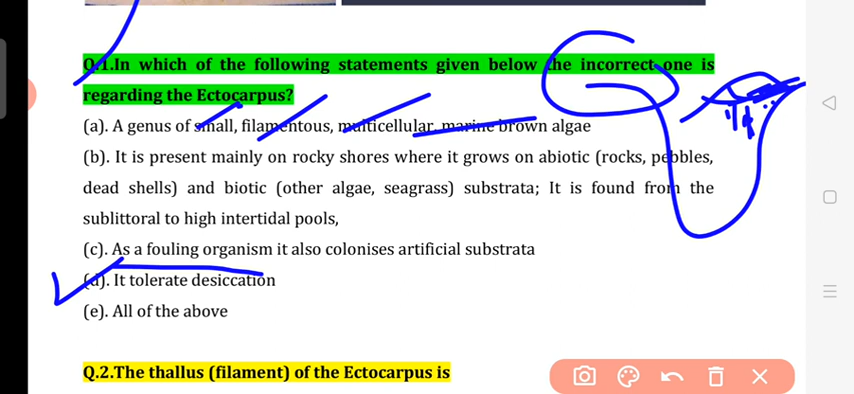 Q.1.In which of the following statements given below the incorrect one is
regarding the Ectocarpus?
(a). A genus of small, filamentous, multicellular, marine brown algae
(b). It is present mainly on rocky shores where it grows on abiotic (rocks, pebbles,
dead shells) and biotic (other algae, seagrass) substrata; It is found from the
sublittoral to high intertidal pools,
(c). As a fouling organism it also colonises artificial substrata
(d). It tolerate desiccation
(e). All of the above
Q.2.The thallus (filament) of the Ectocarpus is